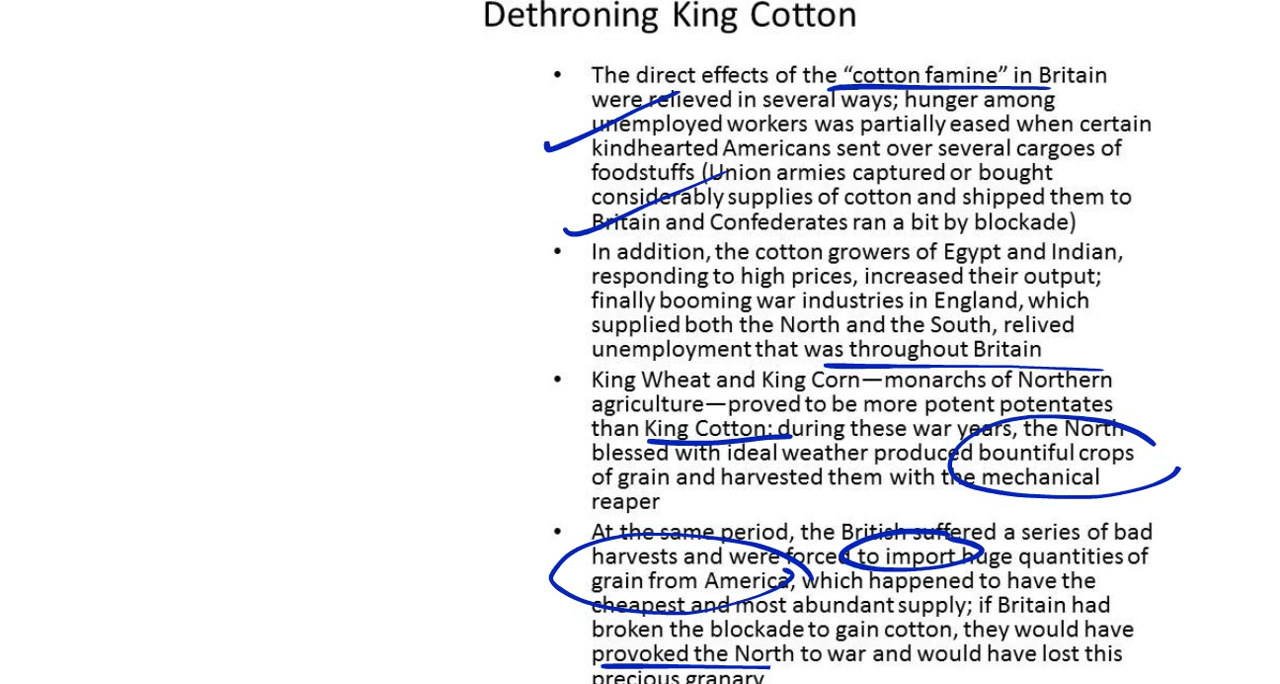 Dethroning King Cotton
• The direct effects of the “cotton famine” in Britain
were relieved in several ways; hunger among
unemployed workers was partially eased when certain
kindhearted Americans sent over several cargoes of
foodstuffs (Union armies captured or bought
considerably supplies of cotton and shipped them to
Britain and Confederates ran a bit by blockade)
• In addition, the cotton growers of Egypt and Indian,
responding to high prices, increased their output;
finally booming war industries in England, which
supplied both the North and the South, relived
unemployment that was throughout Britain
• King Wheat and King Corn—monarchs of Northern
agriculture—proved to be more potent potentates
than King Cotton; during these war years, the North
blessed with ideal weather produced bountiful crops
of grain and harvested them with the mechanical
reaper
• At the same period, the British suffered a series of bad
harvests and were forced to import huge quantities of
grain from America, which happened to have the
cheapest and most abundant supply; if Britain had
broken the blockade to gain cotton, they would have
provoked the North to war and would have lost this
precious granary